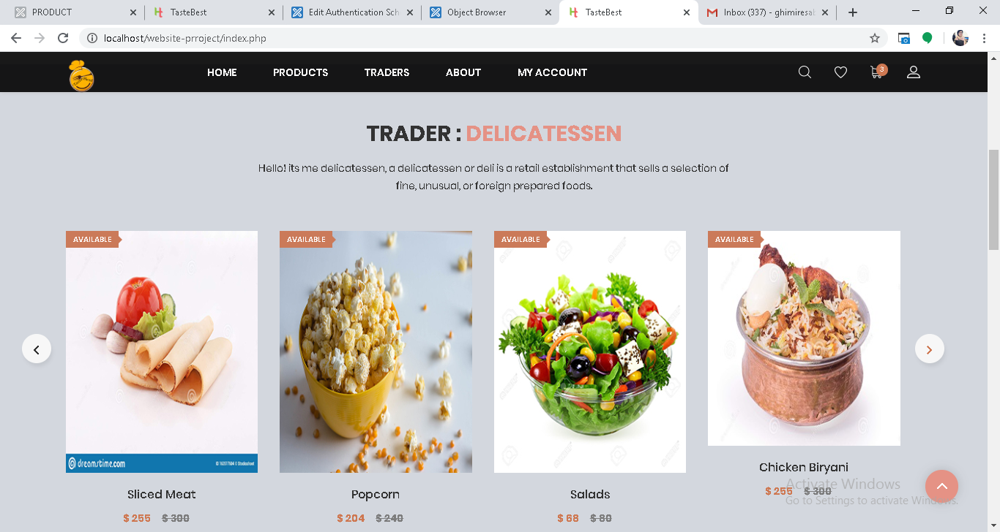 PRODUCT
TasteBest
Edit Authentication Sch
Object Browser
TasteBest
Inbox (337) - ghimiresab
localhost/website-prroject/index.php
HOME PRODUCTS TRADERS ABOUT MY ACCOUNT 3
TRADER : DELICATESSEN
Hello! its me delicatessen, a delicatessen or deli is a retail establishment that sells a selection of
fine, unusual, or foreign prepared foods.
AVAILABLE AVAILABLE AVAILABLE AVAILABLE
dreamstime.com
Chicken Biryani
$ 255 $ 300
Sliced Meat Popcorn Salads
$ 255 $ 300 $ 204 $ 240 $ 68 $ 80
Activate Windows
Go to Settings to activate Windows.